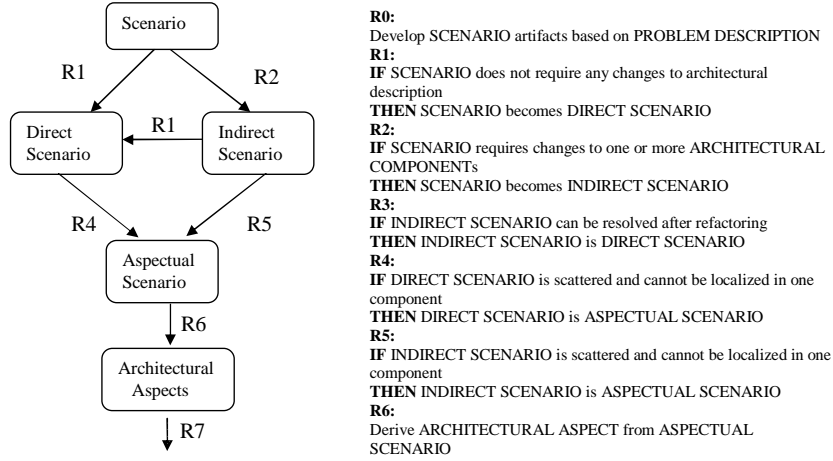 Scenario
R1
R2
Direct
Scenario
R1
Indirect
Scenario
R4
R5
Aspectual
Scenario
R6
Architectural
Aspects
R7
R0:
Develop SCENARIO artifacts based on PROBLEM DESCRIPTION
R1:
IF SCENARIO does not require any changes to architectural
description
THEN SCENARIO becomes DIRECT SCENARIO
R2:
IF SCENARIO requires changes to one or more ARCHITECTURAL
COMPONENTs
THEN SCENARIO becomes INDIRECT SCENARIO
R3:
IF INDIRECT SCENARIO can be resolved after refactoring
THEN INDIRECT SCENARIO is DIRECT SCENARIO
R4:
IF DIRECT SCENARIO is scattered and cannot be localized in one
component
THEN DIRECT SCENARIO is ASPECTUAL SCENARIO
R5:
IF INDIRECT SCENARIO is scattered and cannot be localized in one
component
THEN INDIRECT SCENARIO is ASPECTUAL SCENARIO
R6:
Derive ARCHITECTURAL ASPECT from ASPECTUAL
SCENARIO